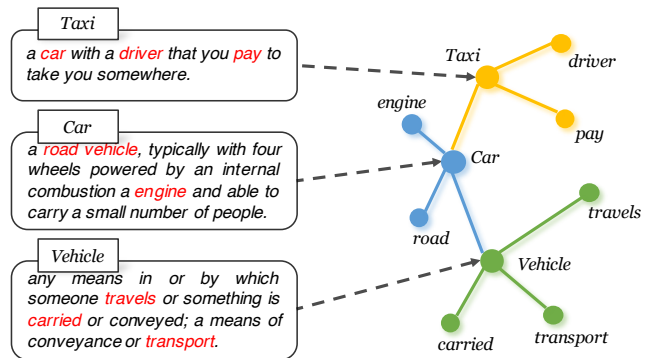 Taxi
a car with a driver that you pay to
take you somewhere.
Car
a road vehicle, typically with four
wheels powered by an internal
combustion a engine and able to
carry a small number of people.
Vehicle
any means in or by which
someone travels or something is
carried or conveyed; a means of
conveyance or transport.
Taxi
driver
engine
pay
Car
travels
road
Vehicle
carried
transport